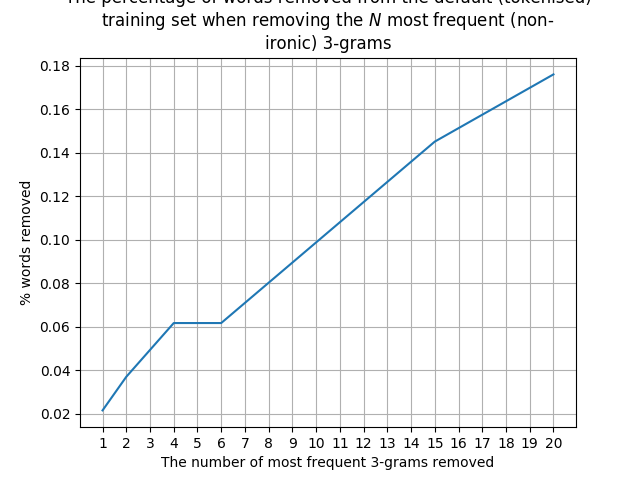 The percentage of words removed from the default (tokenised)
training set when removing the N most frequent (non-
ironic) 3-grams
0.18
0.16
0.14
0.12
0.10
0.08
0.06
0.04
0.02
% words removed
1 2 3 4 5 6 7 8 9 10 11 12 13 14 15 16 17 18 19 20
The number of most frequent 3-grams removed